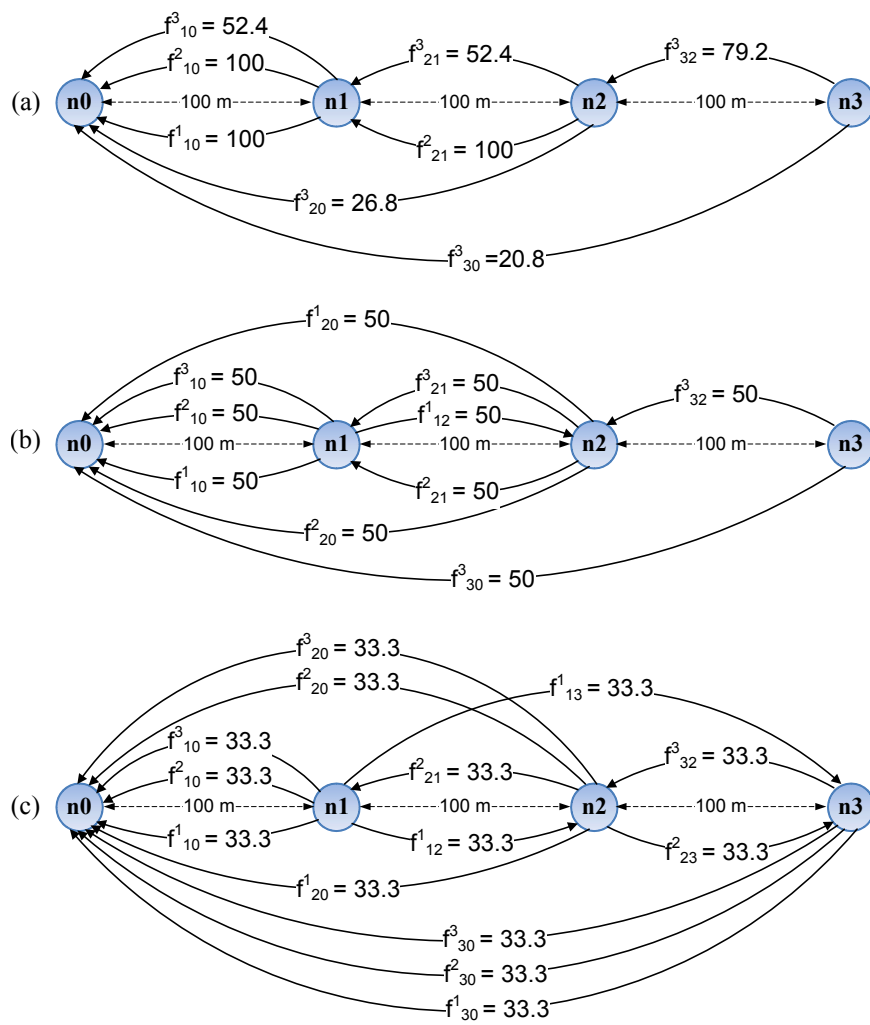 f³₁₀ = 52.4
f³₂₁ = 52.4
f³₃₂ = 79.2
f²₁₀ = 100
(a) n0 100 m n1 100 m n2 100 m n3
f¹₁₀ = 100
f²₂₁ = 100
f³₂₀ = 26.8
f³₃₀ =20.8
f¹₂₀ = 50
f³₁₀ = 50
f³₂₁ = 50
f³₃₂ = 50
f²₁₀ = 50
f¹₁₂ = 50
(b) n0 100 m n1 100 m n2 100 m n3
f¹₁₀ = 50
f²₂₁ = 50
f²₂₀ = 50
f³₃₀ = 50
f³₂₀ = 33.3
f²₂₀ = 33.3
f¹₁₃ = 33.3
f³₁₀ = 33.3
f²₁₀ = 33.3
f²₂₁ = 33.3
f³₃₂ = 33.3
(c) n0 100 m n1 100 m n2 100 m n3
f¹₁₀ = 33.3
f¹₁₂ = 33.3
f²₂₃ = 33.3
f¹₂₀ = 33.3
f³₃₀ = 33.3
f²₃₀ = 33.3
f¹₃₀ = 33.3